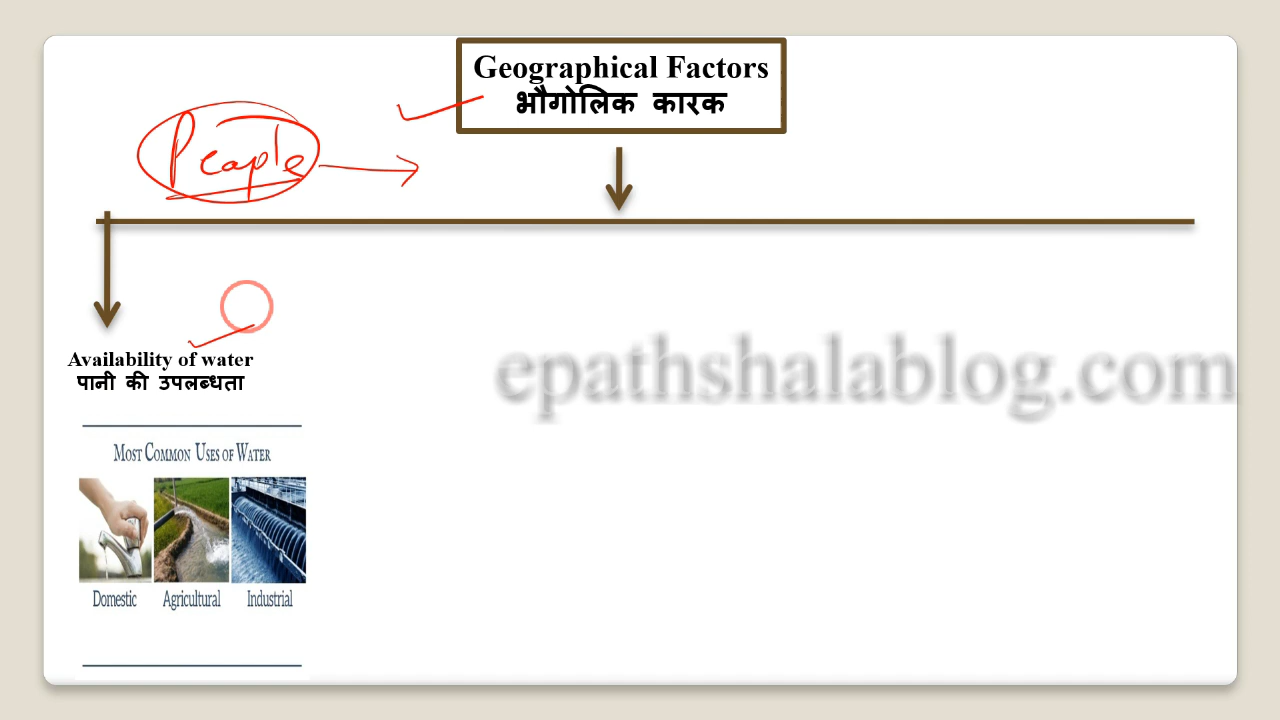 Geographical Factors
भौगोलिक कारक
People
Availability of water
पानी की उपलब्धता
epathshalablog.com
Most Common Uses of Water
Domestic Agricultural Industrial